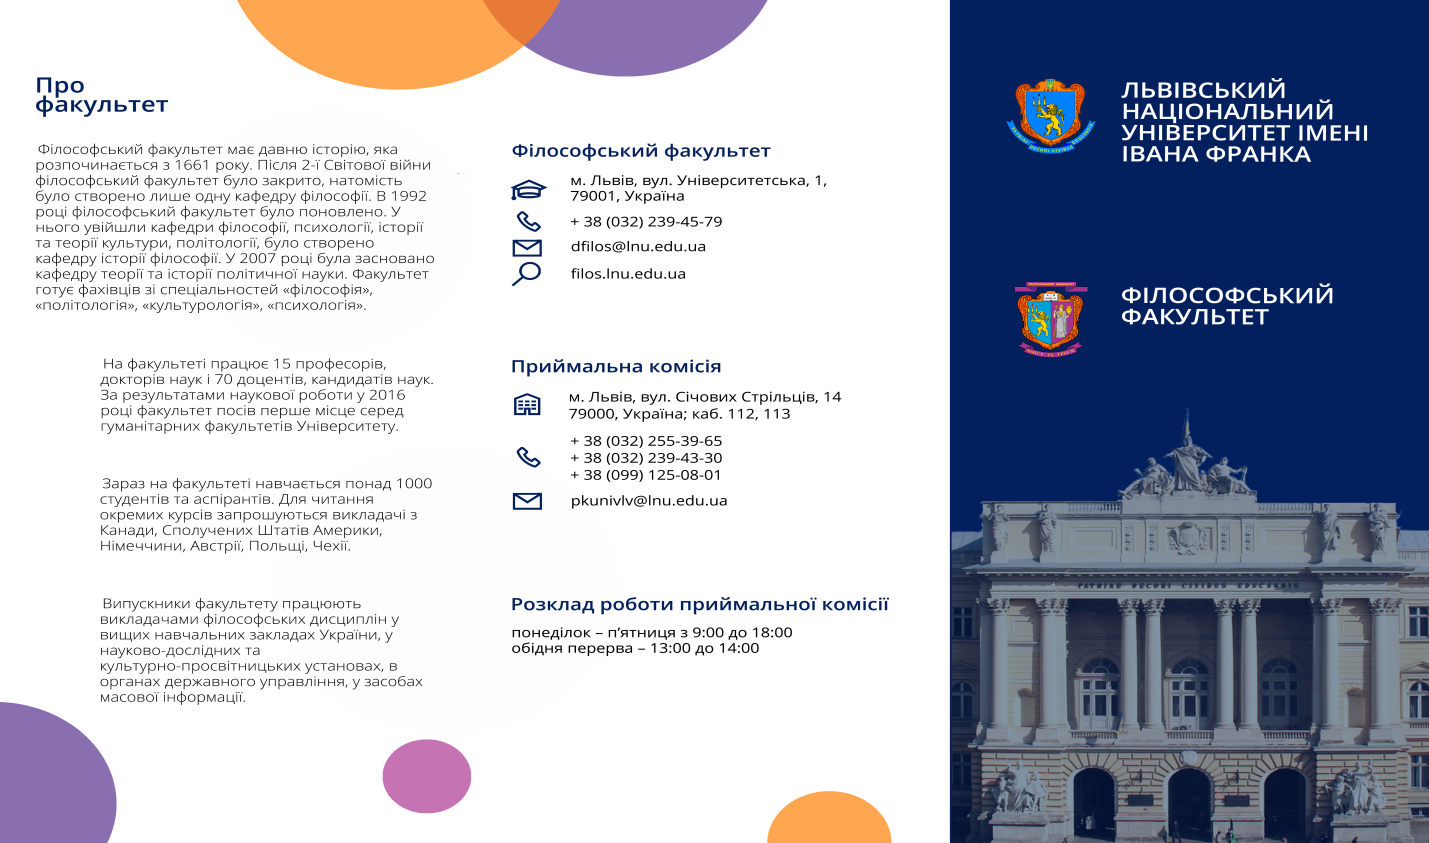 Про
факультет
Філософський факультет має давню історію, яка
розпочинається з 1661 року. Після 2-ї Світової війни
філософський факультет було закрито, натомість
було створено лише одну кафедру філософії. В 1992
році філософський факультет було поновлено. У
нього увійшли кафедри філософії, психології, історії
та теорії культури, політології, було створено
кафедру історії філософії. У 2007 році була засновано
кафедру теорії та історії політичної науки. Факультет
готує фахівців зі спеціальностей «філософія»,
«політологія», «культурологія», «психологія».
На факультеті працює 15 професорів,
докторів наук і 70 доцентів, кандидатів наук.
За результатами наукової роботи у 2016
році факультет посів перше місце серед
гуманітарних факультетів Університету.
Зараз на факультеті навчається понад 1000
студентів та аспірантів. Для читання
окремих курсів запрошуються викладачі з
Канади, Сполучених Штатів Америки,
Німеччини, Австрії, Польщі, Чехії.
Випускники факультету працюють
викладачами філософських дисциплін у
вищих навчальних закладах України, у
науково-дослідних та
культурно-просвітницьких установах, в
органах державного управління, у засобах
масової інформації.
Філософський факультет
м. Львів, вул. Університетська, 1,
79001, Україна
+ 38 (032) 239-45-79
dfilos@lnu.edu.ua
filos.lnu.edu.ua
Приймальна комісія
м. Львів, вул. Січових Стрільців, 14
79000, Україна; каб. 112, 113
+ 38 (032) 255-39-65
+ 38 (032) 239-43-30
+ 38 (099) 125-08-01
pkunivlv@lnu.edu.ua
Розклад роботи приймальної комісії
понеділок – п’ятниця з 9:00 до 18:00
обідня перерва – 13:00 до 14:00
ЛЬВІВСЬКИЙ
НАЦІОНАЛЬНИЙ
УНІВЕРСИТЕТ ІМЕНІ
ІВАНА ФРАНКА
ФІЛОСОФСЬКИЙ
ФАКУЛЬТЕТ
PATRIAE DECORI CIVIBUS EDUCANDIS